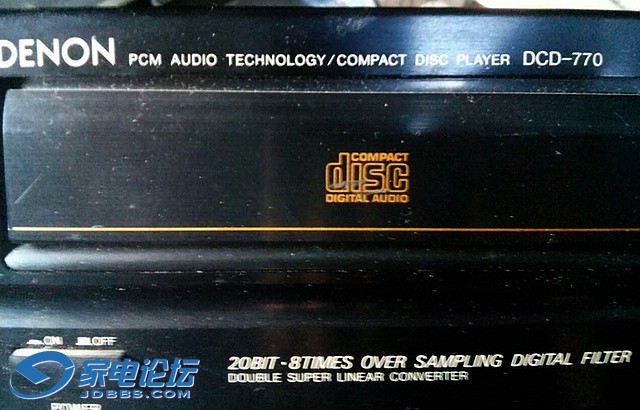 DENON PCM AUDIO TECHNOLOGY/COMPACT DISC PLAYER DCD-770
COMPACT
disc
DIGITAL AUDIO
ON OFF
20BIT-8TIMES OVER SAMPLING DIGITAL FILTER
DOUBLE SUPER LINEAR CONVERTER
家电论坛
JDBBS.COM